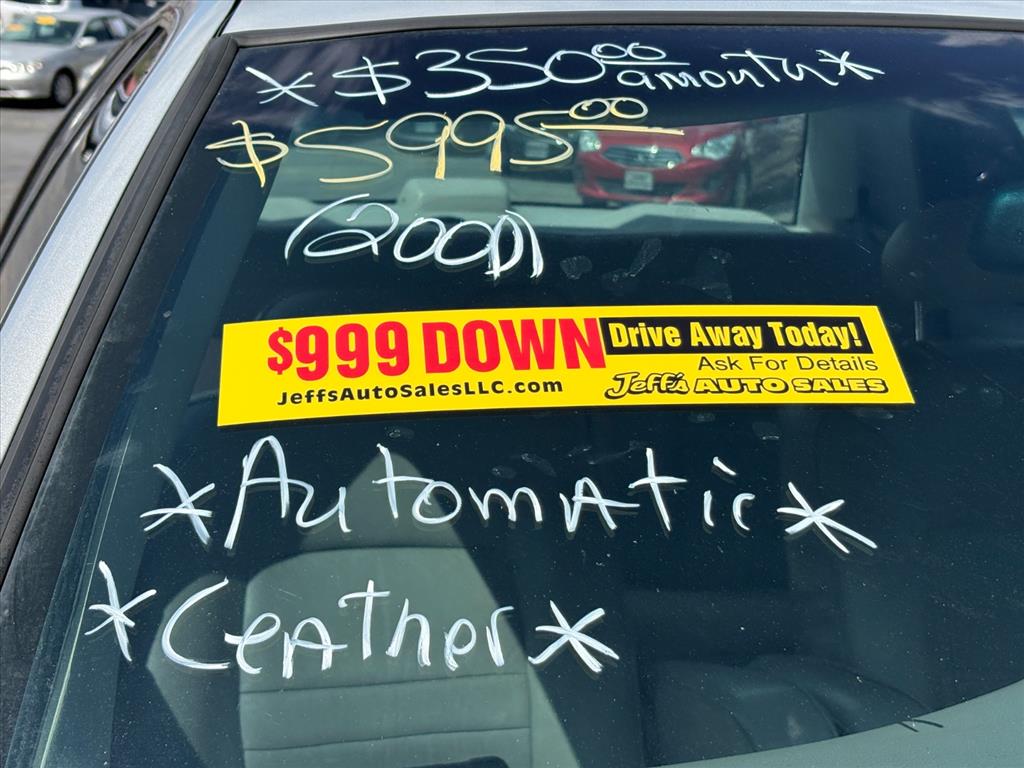 *$350.00 amonth*
$5995.00
(2001)
$999 DOWN Drive Away Today!
Ask For Details
JeffsAutoSalesLLC.com Jeff's AUTO SALES
*Automatic*
*Leather*